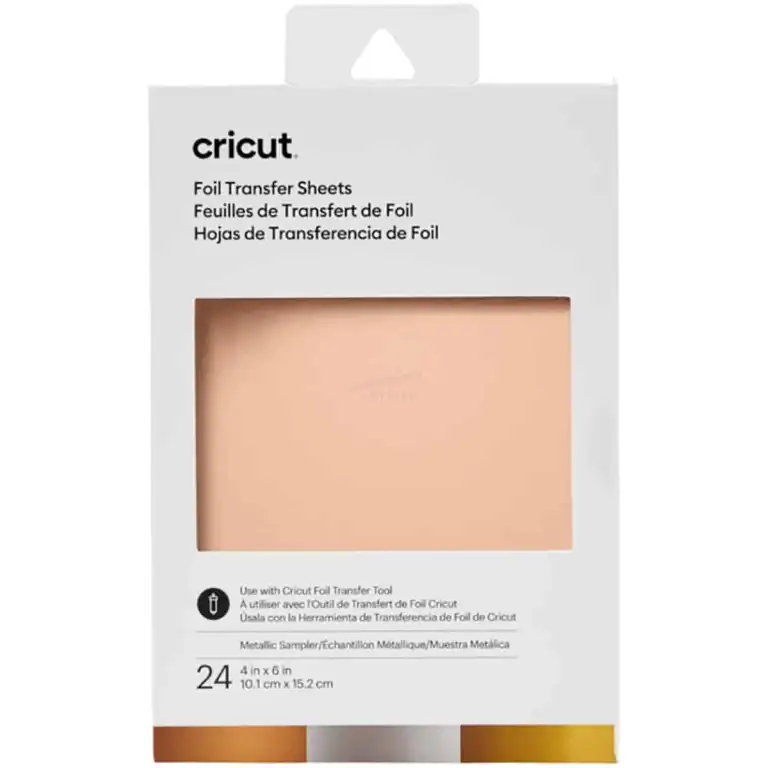 cricut
Foil Transfer Sheets
Feuilles de Transfert de Foil
Hojas de Transferencia de Foil
Use with Cricut Foil Transfer Tool
À utiliser avec l'Outil de Transfert de Foil Cricut
Úsala con la Herramienta de Transferencia de Foil de Cricut
Metallic Sampler/Échantillon Métallique/Muestra Metálica
24
4 in x 6 in
10.1 cm x 15.2 cm